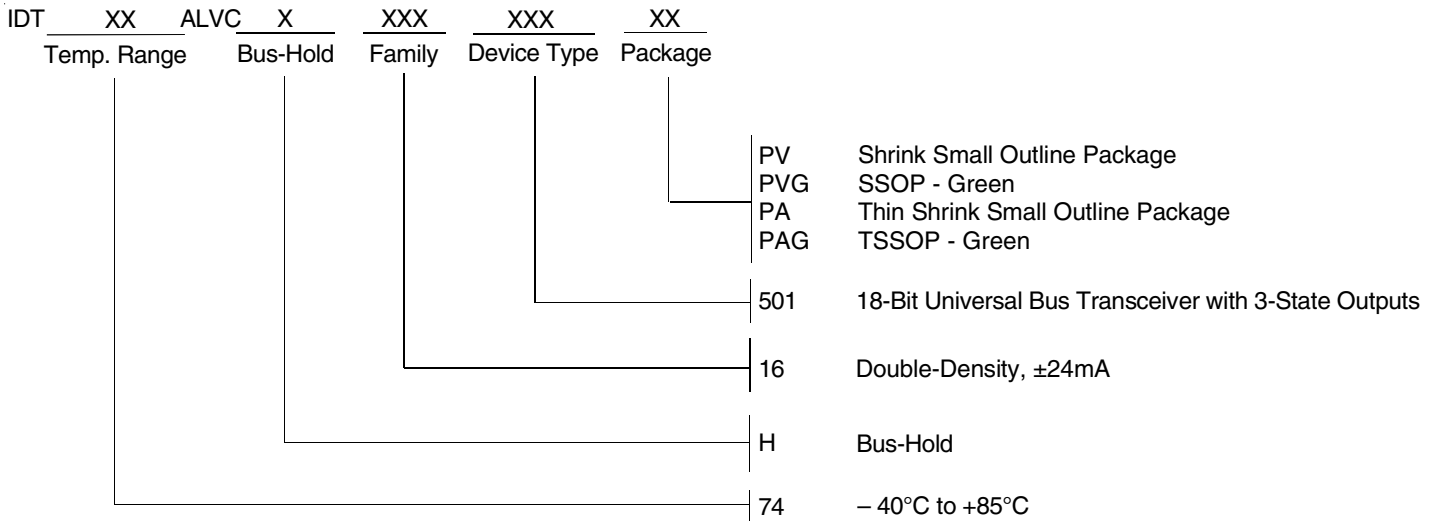 IDT XX ALVC X XXX XXX XX
Temp. Range Bus-Hold Family Device Type Package
PV Shrink Small Outline Package
PVG SSOP - Green
PA Thin Shrink Small Outline Package
PAG TSSOP - Green
501 18-Bit Universal Bus Transceiver with 3-State Outputs
16 Double-Density, ±24mA
H Bus-Hold
74 – 40°C to +85°C